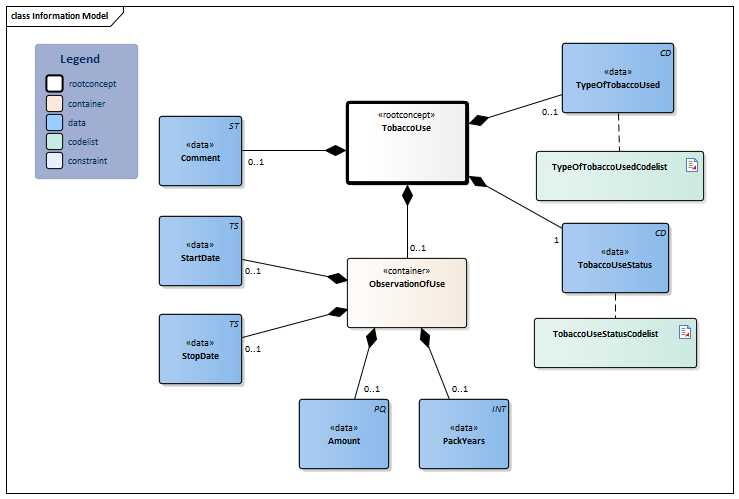 class Information Model
Legend
rootconcept
container
data
codelist
constraint
«rootconcept»
TobaccoUse
CD
«data»
TypeOfTobaccoUsed
0..1
TypeOfTobaccoUsedCodelist
ST
«data»
Comment
0..1
TS
«data»
StartDate
0..1
0..1
«container»
ObservationOfUse
CD
«data»
TobaccoUseStatus
1
TobaccoUseStatusCodelist
TS
«data»
StopDate
0..1
0..1
0..1
PQ
«data»
Amount
INT
«data»
PackYears